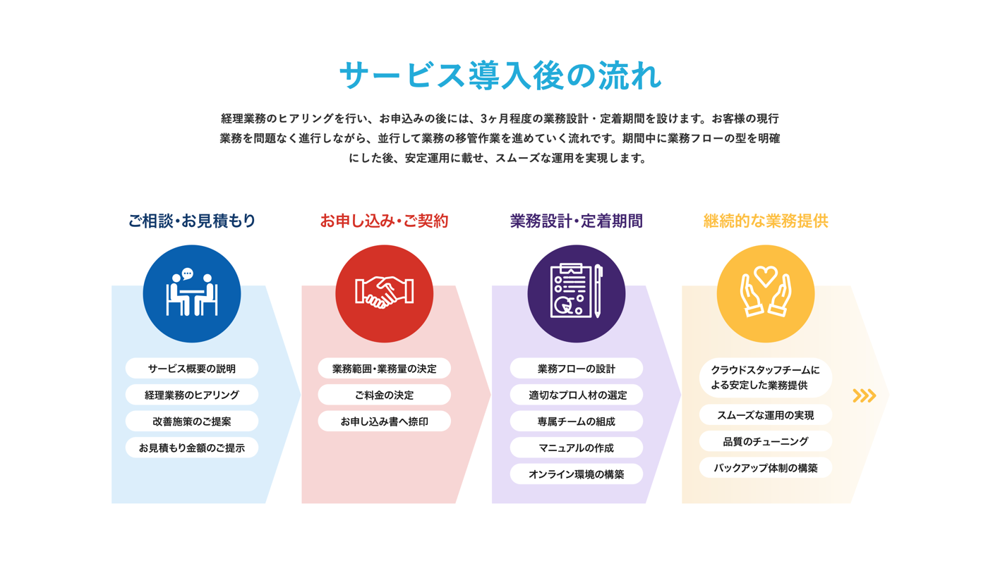 サービス導入後の流れ
経理業務のヒアリングを行い、お申込みの後には、3ヶ月程度の業務設計・定着期間を設けます。お客様の現行
業務を問題なく進行しながら、並行して業務の移管作業を進めていく流れです。期間中に業務フローの型を明確
にした後、安定運用に載せ、スムーズな運用を実現します。
ご相談・お見積もり
サービス概要の説明
経理業務のヒアリング
改善施策のご提案
お見積もり金額のご提示
お申し込み・ご契約
業務範囲・業務量の決定
ご料金の決定
お申し込み書へ捺印
業務設計・定着期間
業務フローの設計
適切なプロ人材の選定
専属チームの組成
マニュアルの作成
オンライン環境の構築
継続的な業務提供
クラウドスタッフチームに
よる安定した業務提供
スムーズな運用の実現
品質のチューニング
バックアップ体制の構築